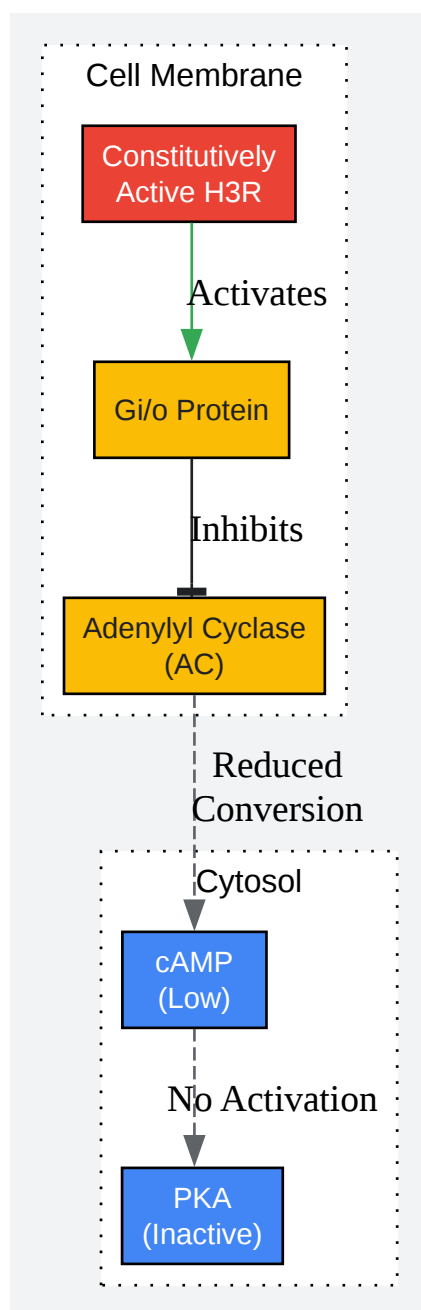 Cell Membrane
Constitutively
Active H3R
Activates
Gi/o Protein
Inhibits
Adenylyl Cyclase
(AC)
Reduced
Conversion
Cytosol
cAMP
(Low)
No Activation
PKA
(Inactive)